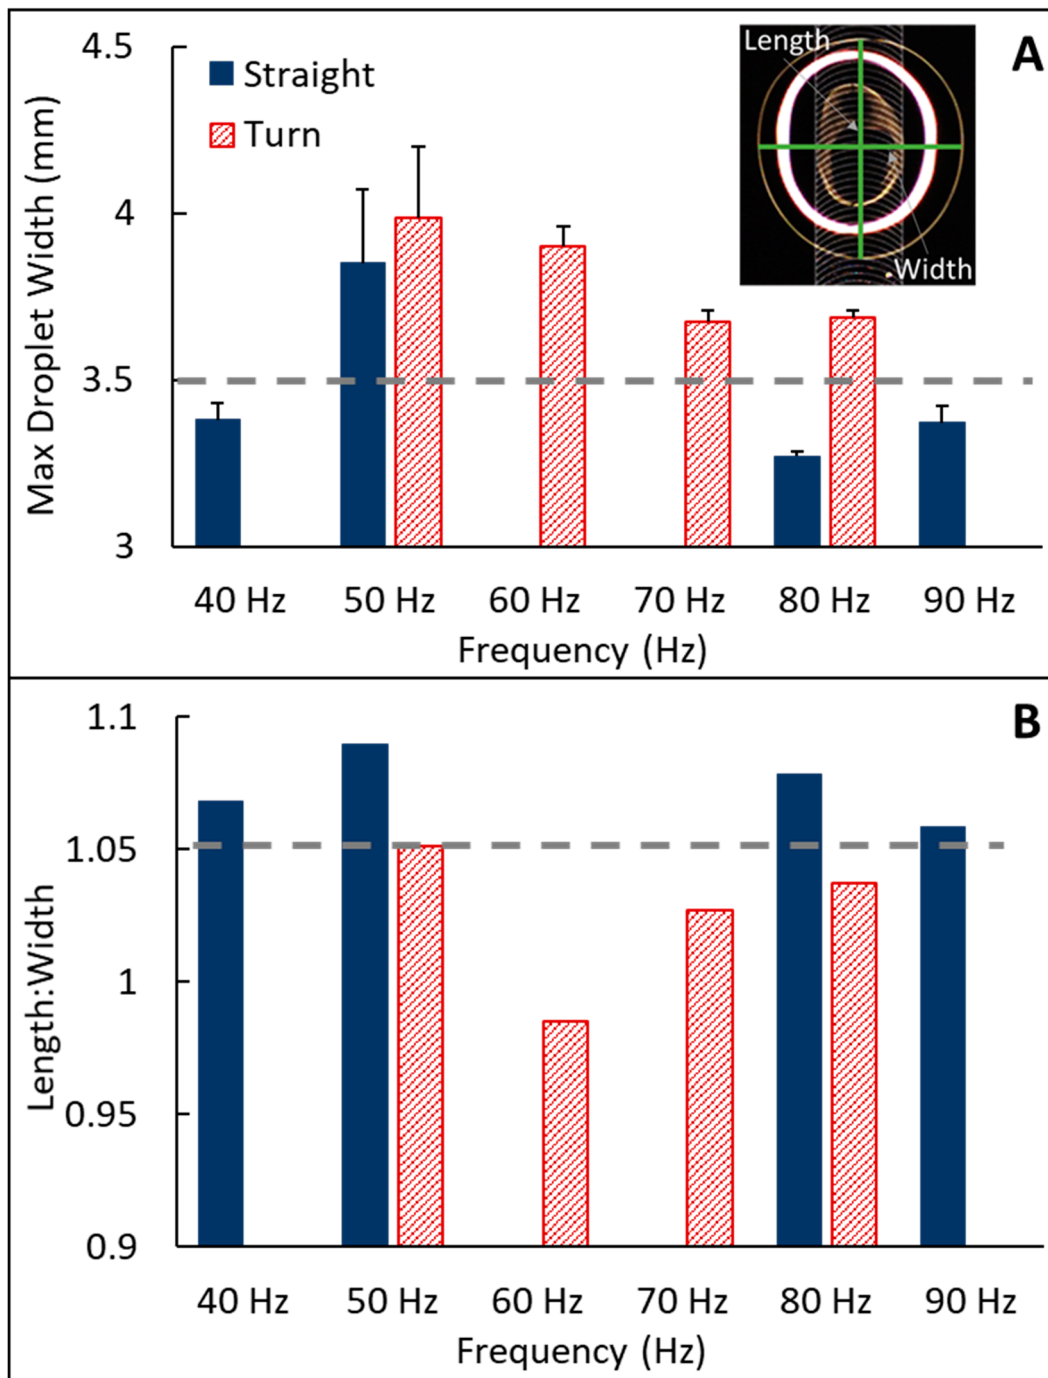 A
4.5
4
3.5
3
Max Droplet Width (mm)
Straight
Turn
Length
Width
40 Hz 50 Hz 60 Hz 70 Hz 80 Hz 90 Hz
Frequency (Hz)
B
1.1
1.05
1
0.95
0.9
Length:Width
40 Hz 50 Hz 60 Hz 70 Hz 80 Hz 90 Hz
Frequency (Hz)